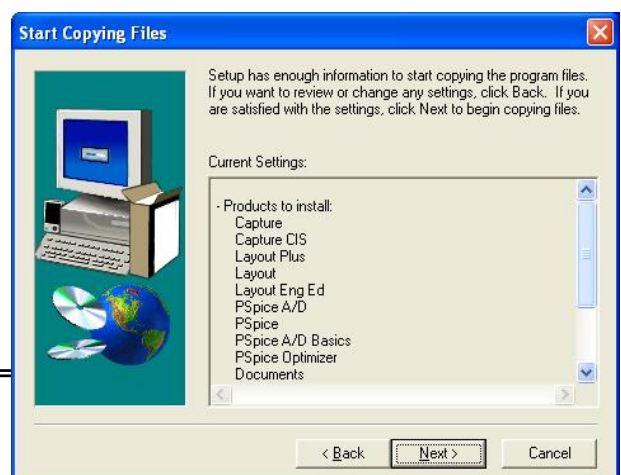 Start Copying Files
Setup has enough information to start copying the program files.
If you want to review or change any settings, click Back.  If you
are satisfied with the settings, click Next to begin copying files.
Current Settings:
- Products to install:
Capture
Capture CIS
Layout Plus
Layout
Layout Eng Ed
PSpice A/D
PSpice
PSpice A/D Basics
PSpice Optimizer
Documents
< Back
Next >
Cancel